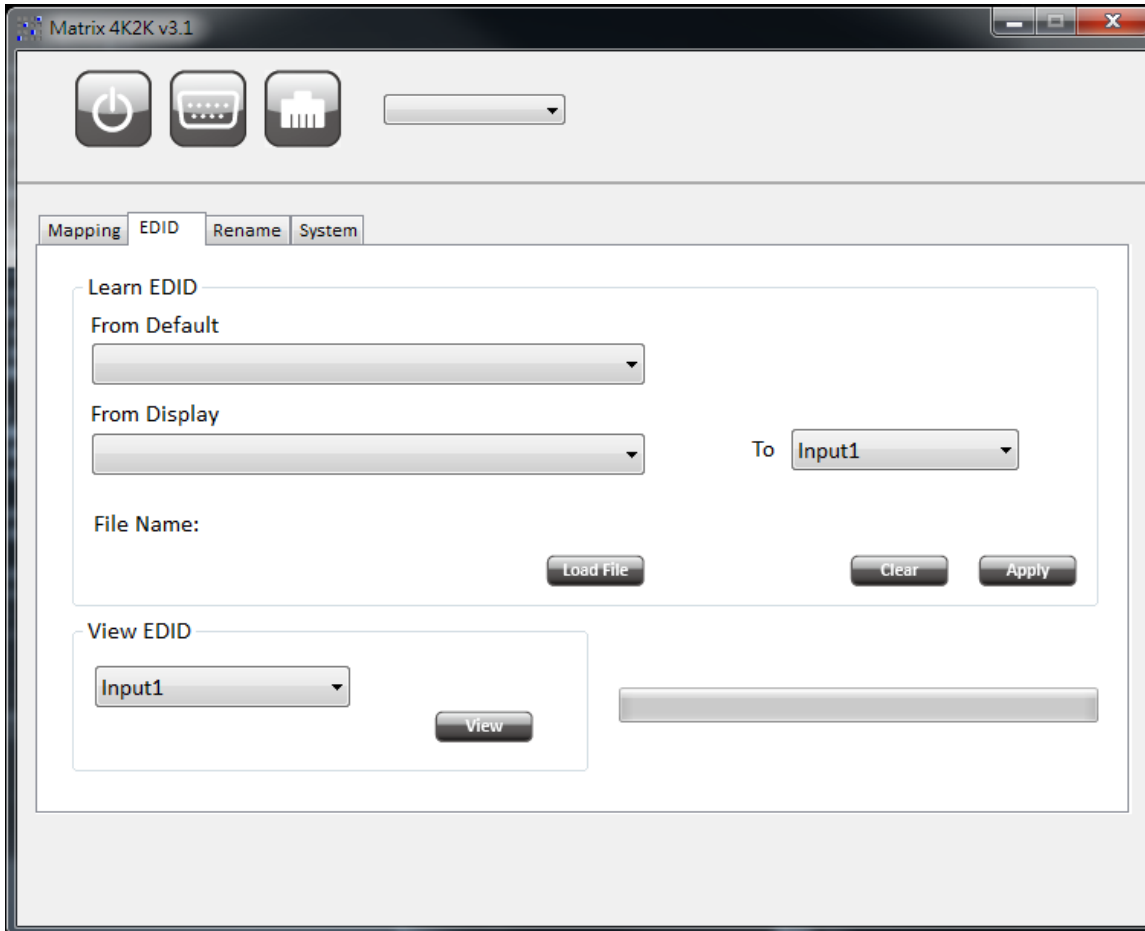 Matrix 4K2K v3.1
Mapping EDID Rename System
Learn EDID
From Default
From Display
To Input1
File Name:
Load File Clear Apply
View EDID
Input1
View